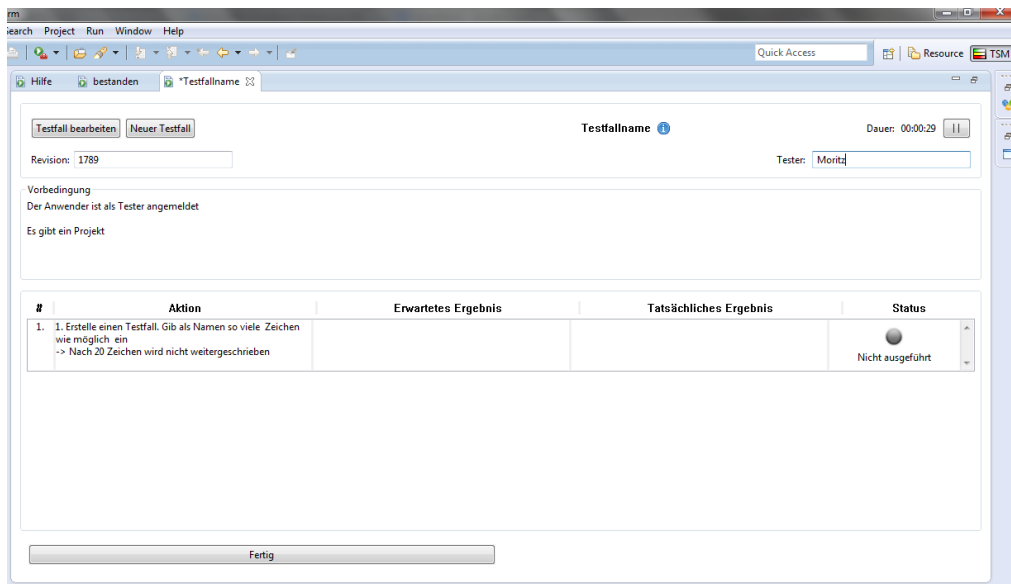 rm
Search Project Run Window Help
Quick Access
Resource
TSM
Hilfe
bestanden
*Testfallname
Testfall bearbeiten
Neuer Testfall
Testfallname
Dauer: 00:00:29
Revision: 1789
Tester: Moritz
Vorbedingung
Der Anwender ist als Tester angemeldet
Es gibt ein Projekt
# Aktion Erwartetes Ergebnis Tatsächliches Ergebnis Status
1. 1. Erstelle einen Testfall. Gib als Namen so viele Zeichen
wie möglich ein
-> Nach 20 Zeichen wird nicht weitergeschrieben
Nicht ausgeführt
Fertig